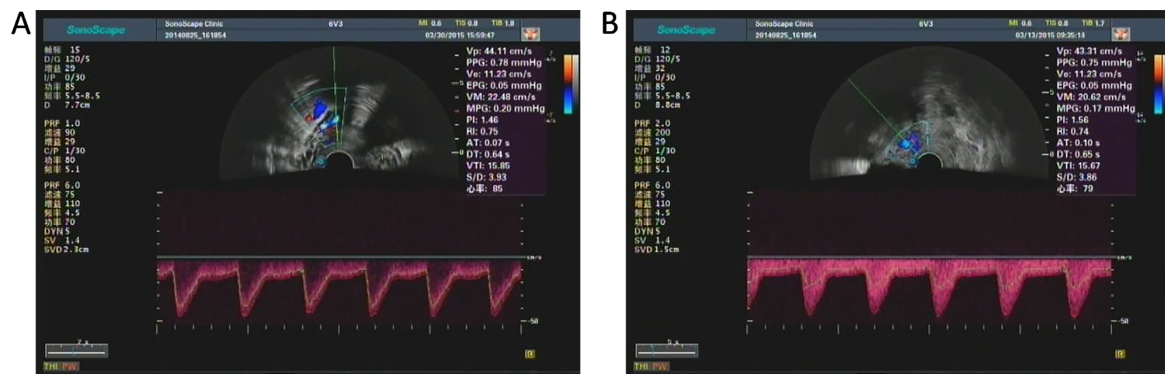 A
SonoScape
SonoScape Clinic
6V3
MI 0.6 TIS 0.8 TIB 1.8
20140825_161854
03/30/2015 15:59:47
帧频 15
D/G 120/5
增益 29
I/P 0/30
功率 85
频率 5.5-8.5
D 7.7cm
PRF 1.0
滤波 90
增益 29
C/P 1/30
功率 80
频率 5.1
PRF 6.0
滤波 75
增益 110
频率 4.5
功率 70
DYN 5
SV 1.4
SVD 2.3cm
Vp: 44.11 cm/s
PPG: 0.78 mmHg
Ve: 11.23 cm/s
EPG: 0.05 mmHg
VM: 22.48 cm/s
MPG: 0.20 mmHg
PI: 1.46
RI: 0.75
AT: 0.07 s
DT: 0.64 s
VTI: 15.85
S/D: 3.93
心率: 85
5
0
cm/s
-50
7 s
THI PW
B
SonoScape
SonoScape Clinic
6V3
MI 0.6 TIS 0.8 TIB 1.7
20140825_161854
03/13/2015 09:35:13
帧频 12
D/G 120/5
增益 32
I/P 0/30
功率 85
频率 5.5-8.5
D 8.8cm
PRF 2.0
滤波 200
增益 29
C/P 1/30
功率 80
频率 5.1
PRF 6.0
滤波 75
增益 110
频率 4.5
功率 70
DYN 5
SV 1.4
SVD 1.5cm
Vp: 43.31 cm/s
PPG: 0.75 mmHg
Ve: 11.23 cm/s
EPG: 0.05 mmHg
VM: 20.62 cm/s
MPG: 0.17 mmHg
PI: 1.56
RI: 0.74
AT: 0.10 s
DT: 0.65 s
VTI: 15.67
S/D: 3.86
心率: 79
5
0
cm/s
-50
5 s
THI PW